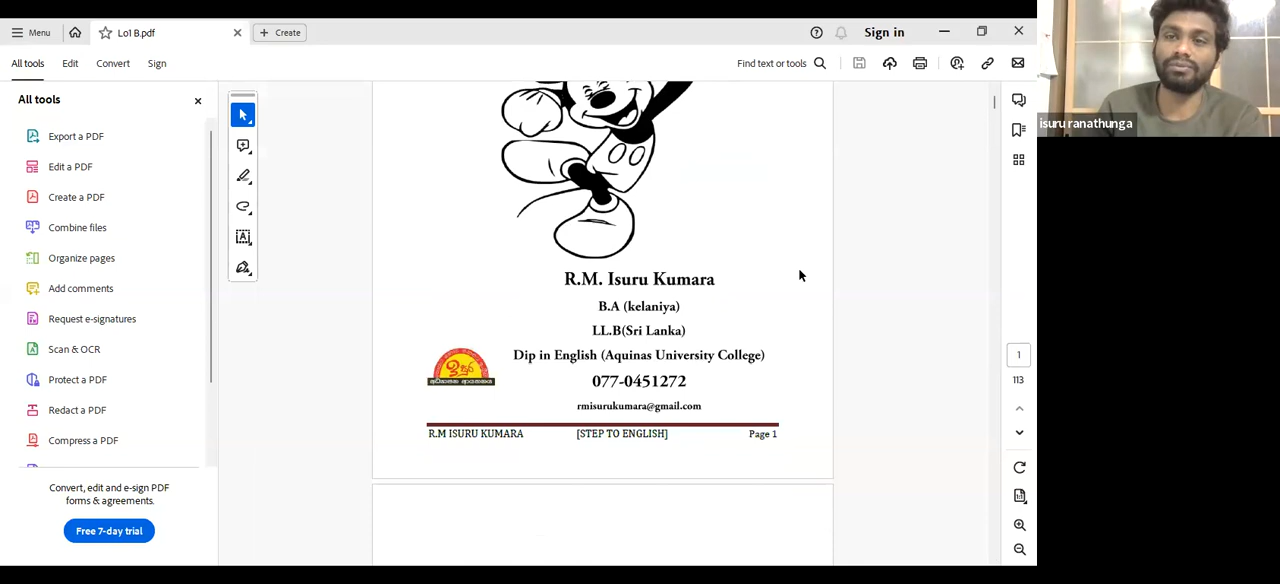 Menu
Lo1 B.pdf
Create
Sign in
All tools
Edit
Convert
Sign
Find text or tools
All tools
Export a PDF
Edit a PDF
Create a PDF
Combine files
Organize pages
Add comments
Request e-signatures
Scan & OCR
Protect a PDF
Redact a PDF
Compress a PDF
Convert, edit and e-sign PDF
forms & agreements.
Free 7-day trial
R.M. Isuru Kumara
B.A (kelaniya)
LL.B(Sri Lanka)
Dip in English (Aquinas University College)
077-0451272
rmisurukumara@gmail.com
ඉසුර
R.M ISURU KUMARA [STEP TO ENGLISH] Page 1
1
113
isuru ranathunga